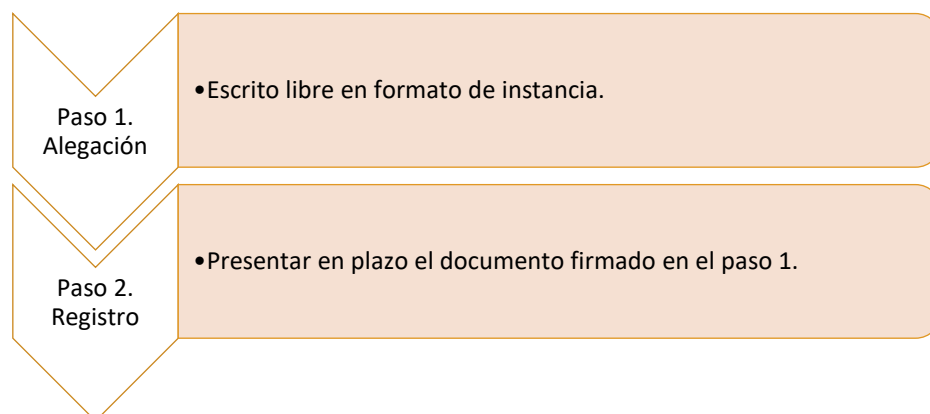 Paso 1.
Alegación
•Escrito libre en formato de instancia.
Paso 2.
Registro
•Presentar en plazo el documento firmado en el paso 1.